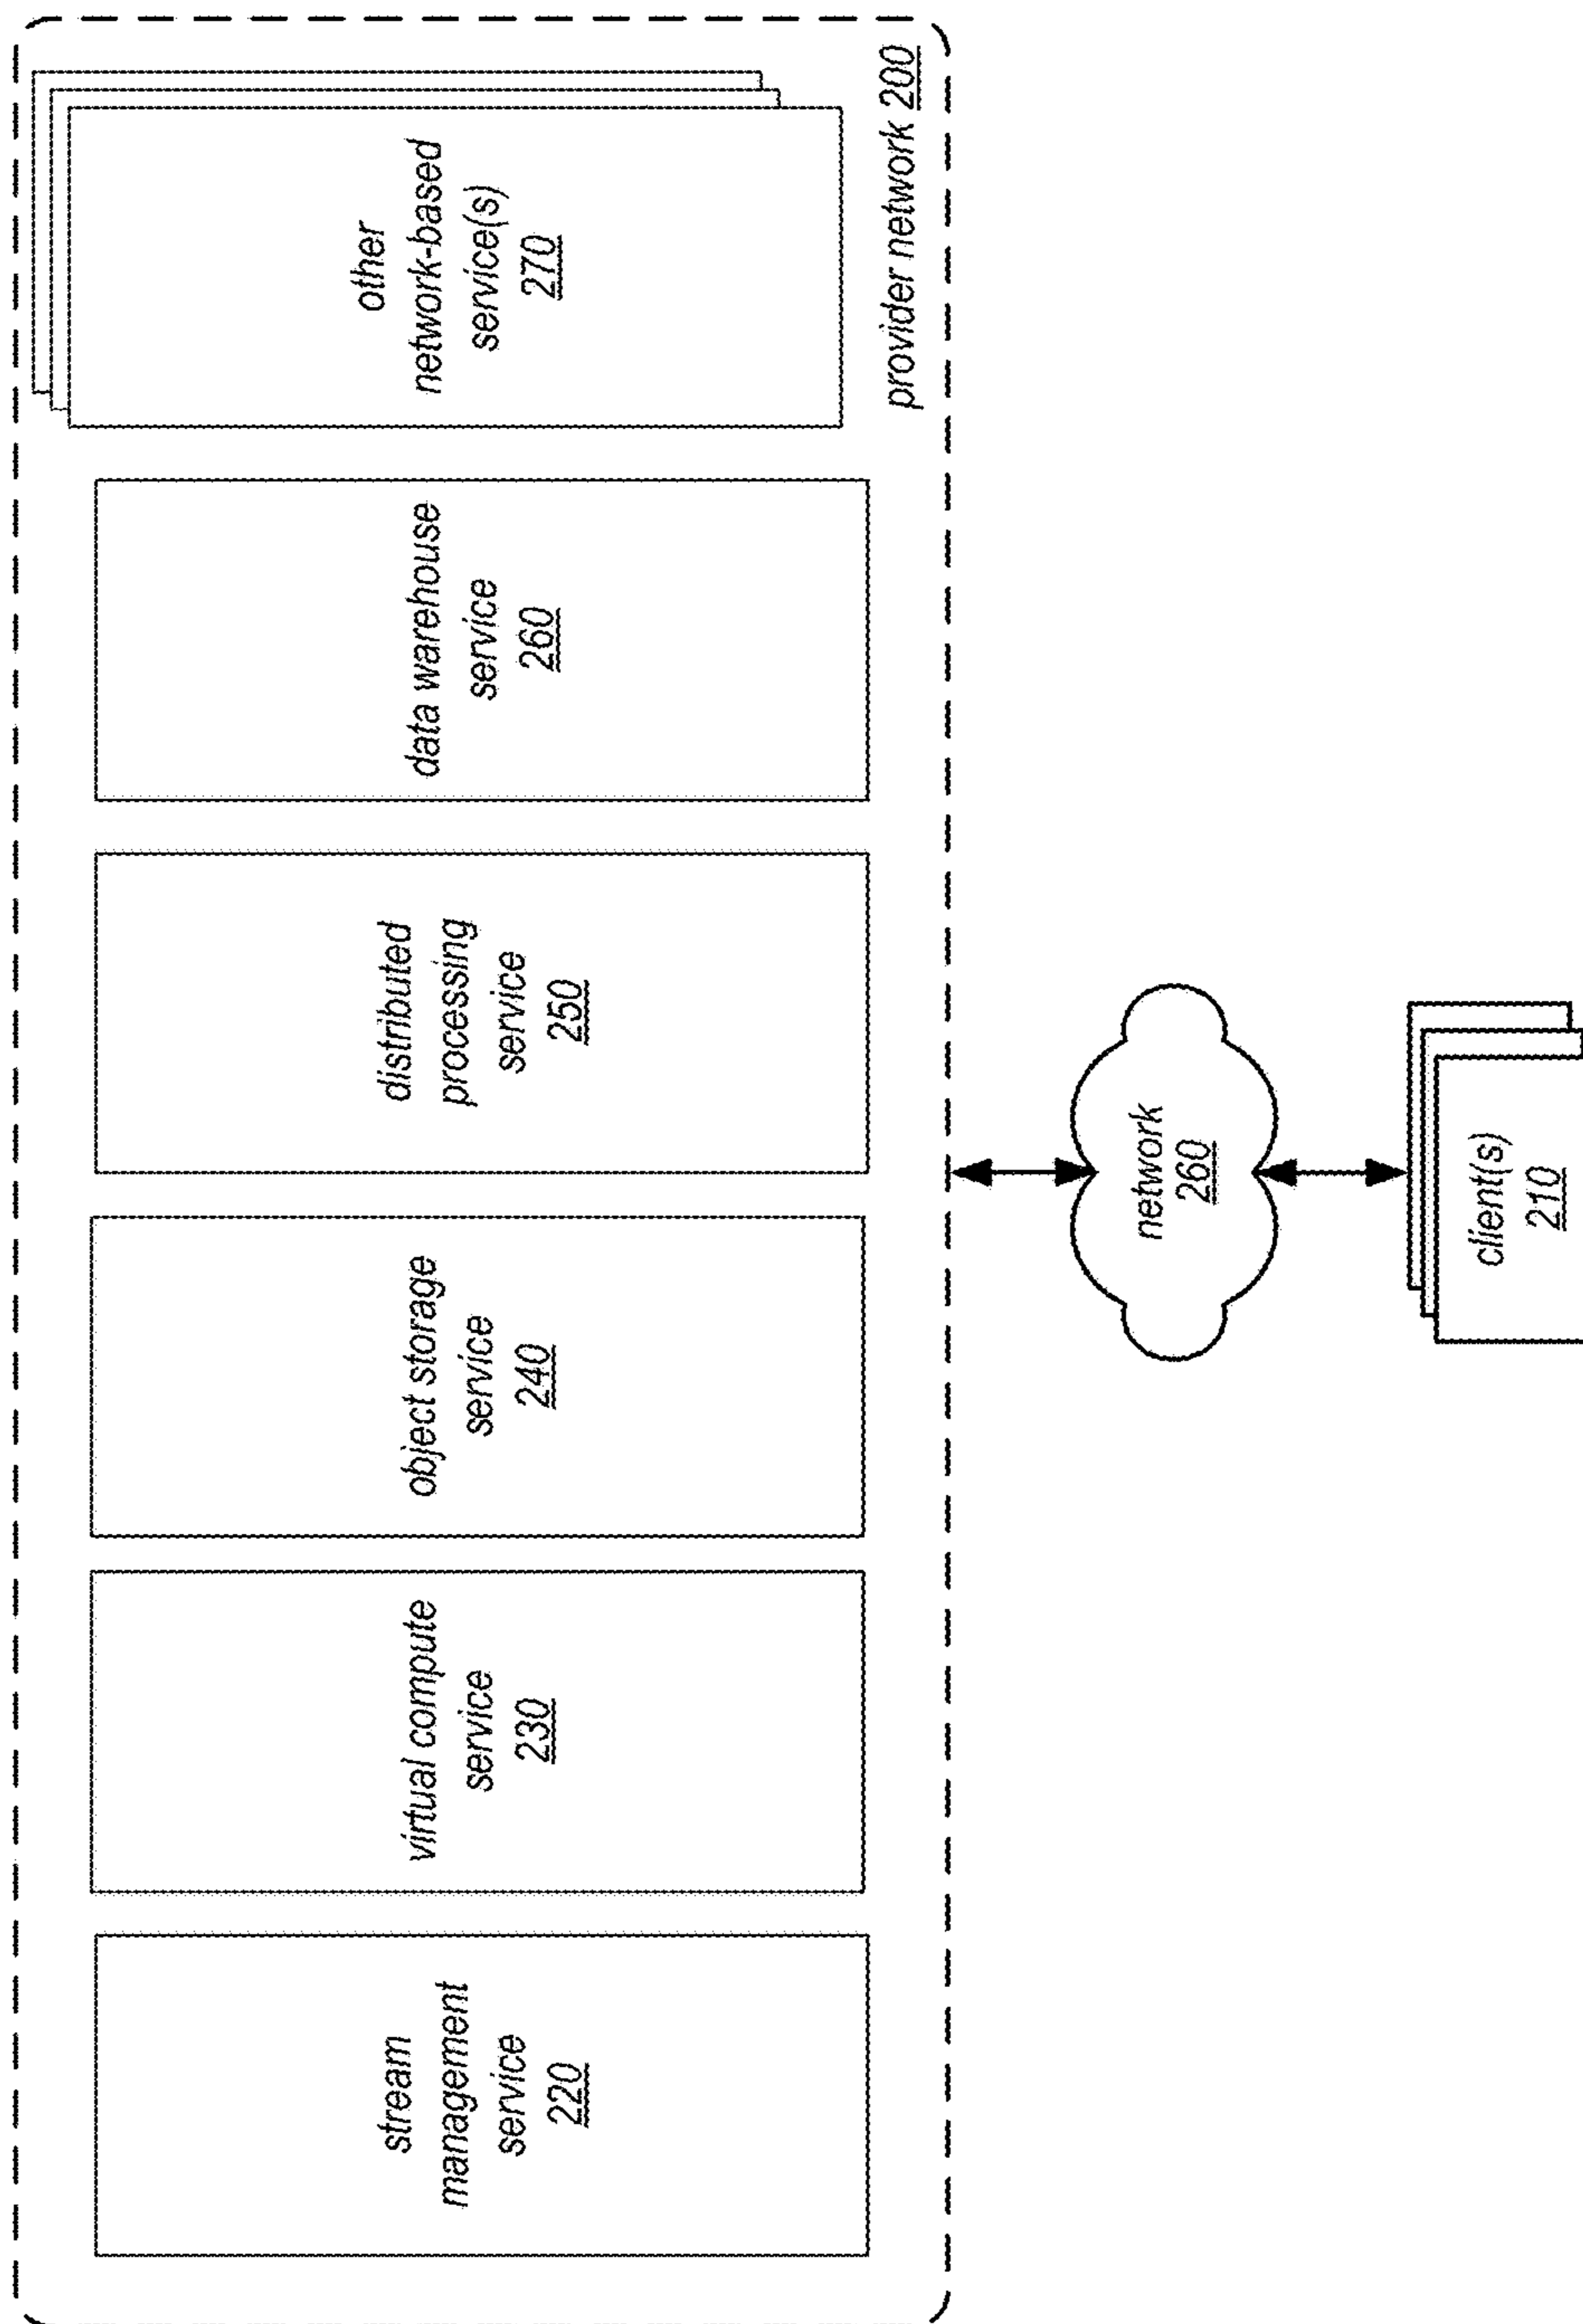 stream
management
service
220
virtual compute
service
230
object storage
service
240
distributed
processing
service
250
data warehouse
service
260
other
network-based
service(s)
270
provider network 200
network
260
client(s)
210